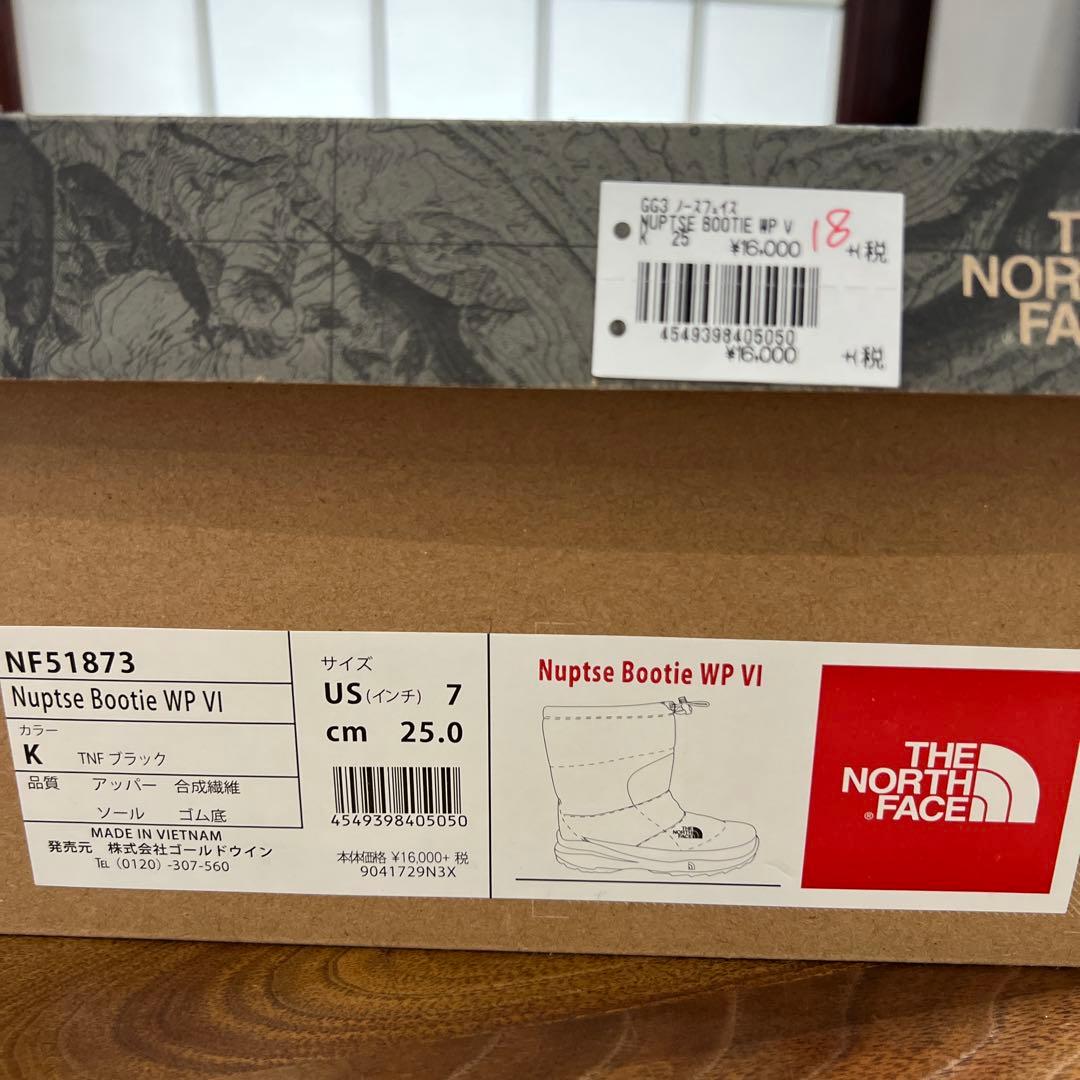 GG3 ノースフェイス
NUPTSE BOOTIE WP V
K 25 ¥16,000 18 +税
4549398405050
¥16,000 +税
T
NOR
FA
NF51873
Nuptse Bootie WP VI
カラー
K TNF ブラック
品質 アッパー 合成繊維
ソール ゴム底
MADE IN VIETNAM
発売元 株式会社ゴールドウイン
TEL (0120) -307-560
サイズ
US (インチ) 7
cm 25.0
4549398405050
本体価格 ¥16,000+ 税
9041729N3X
Nuptse Bootie WP VI
THE
NORTH
FACE
THE
NORTH
FACE®